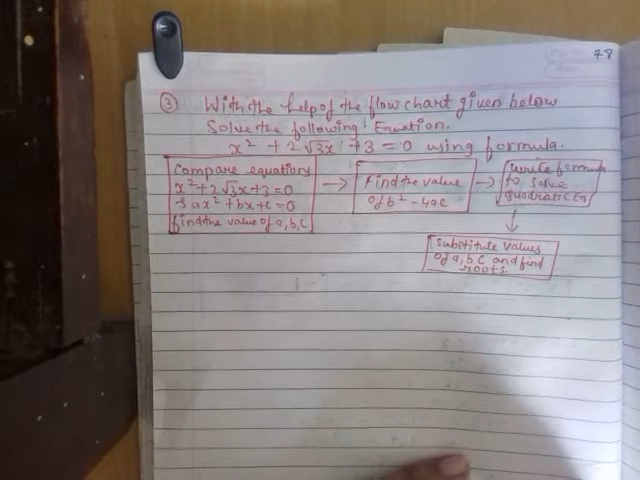 78
③ With the help of the flow chart given below
Solve the following Equation.
x² + 2√3x + 3 = 0 using formula.
Compare equations
x²+2√3x+3=0
ax²+bx+c=0
find the value of a, b, c
→
Find the value
of b² - 4ac
→
write formula
to solve
quadratic Eq
↓
Substitute values
of a, b c and find
roots.